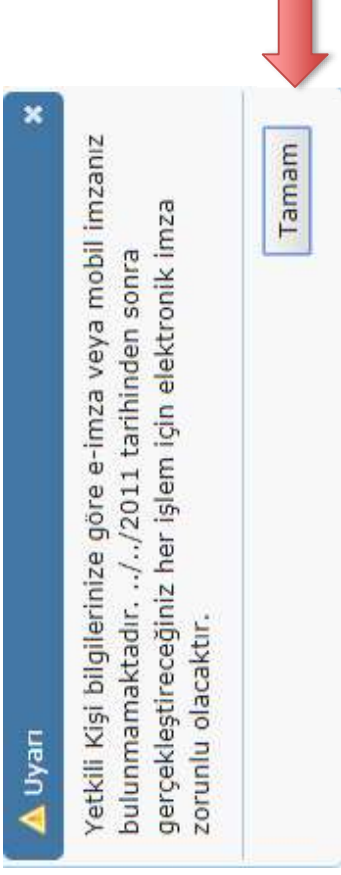 Uyarı
Yetkili Kişi bilgilerinize göre e-imza veya mobil imzanız
bulunmamaktadır. ../../2011 tarihinden sonra
gerçekleştireceğiniz her işlem için elektronik imza
zorunlu olacaktır.
Tamam